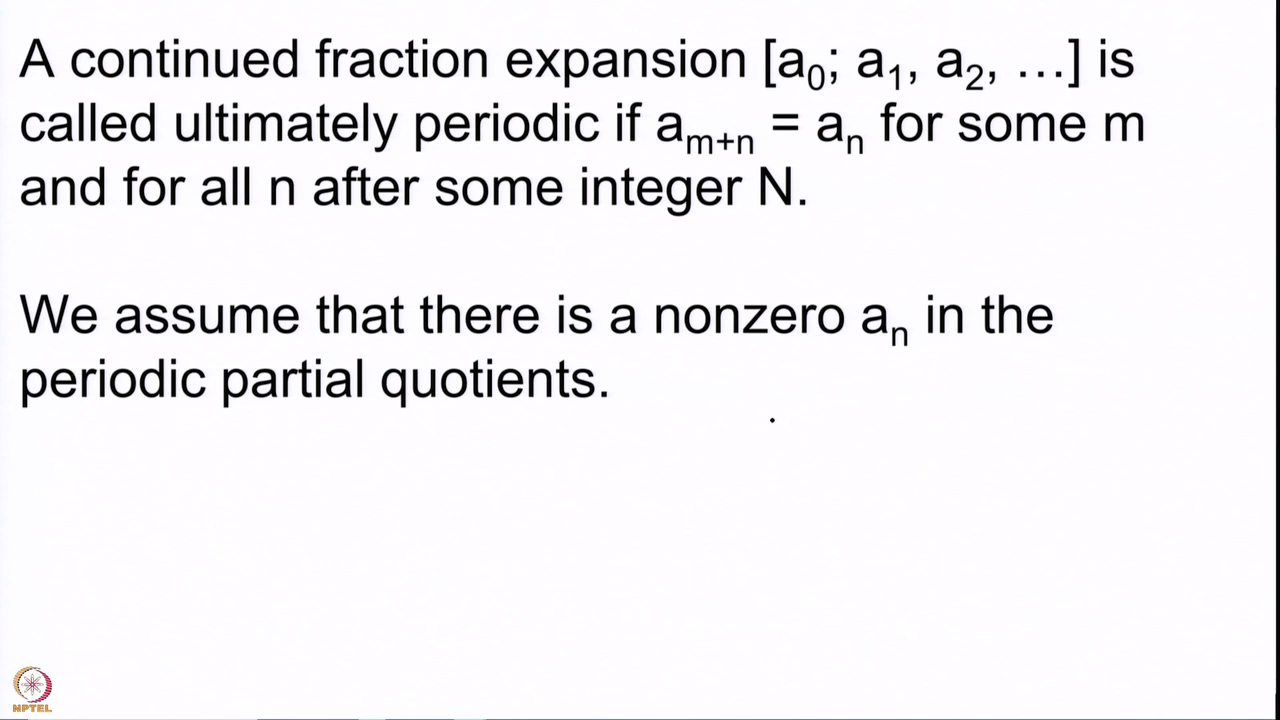 A continued fraction expansion [a₀; a₁, a₂, …] is
called ultimately periodic if aₘ₊ₙ = aₙ for some m
and for all n after some integer N.
We assume that there is a nonzero aₙ in the
periodic partial quotients.
NPTEL